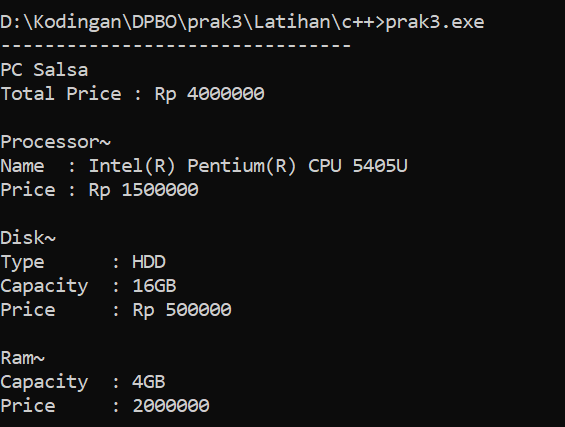 D:\Kodingan\DPBO\prak3\Latihan\c++>prak3.exe
--------------------------------
PC Salsa
Total Price : Rp 4000000

Processor~
Name  : Intel(R) Pentium(R) CPU 5405U
Price : Rp 1500000

Disk~
Type      : HDD
Capacity  : 16GB
Price     : Rp 500000

Ram~
Capacity  : 4GB
Price     : 2000000